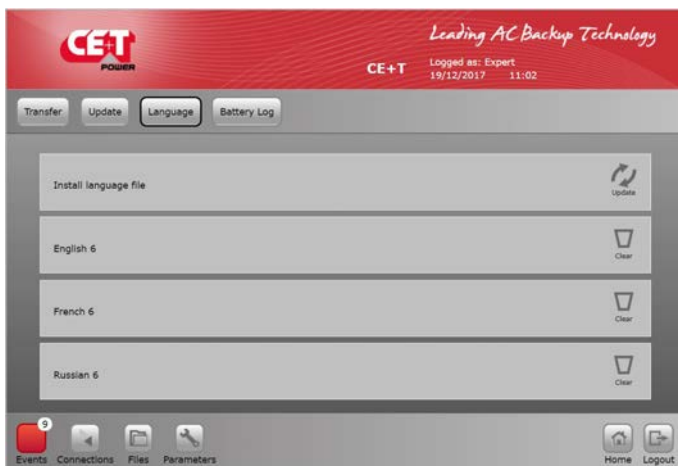 Leading AC Backup Technology
CE+T
POWER
CE+T
Logged as: Expert
19/12/2017 11:02
Transfer
Update
Language
Battery Log
Install language file
Update
English 6
Clear
French 6
Clear
Russian 6
Clear
9
Events
Connections
Files
Parameters
Home
Logout